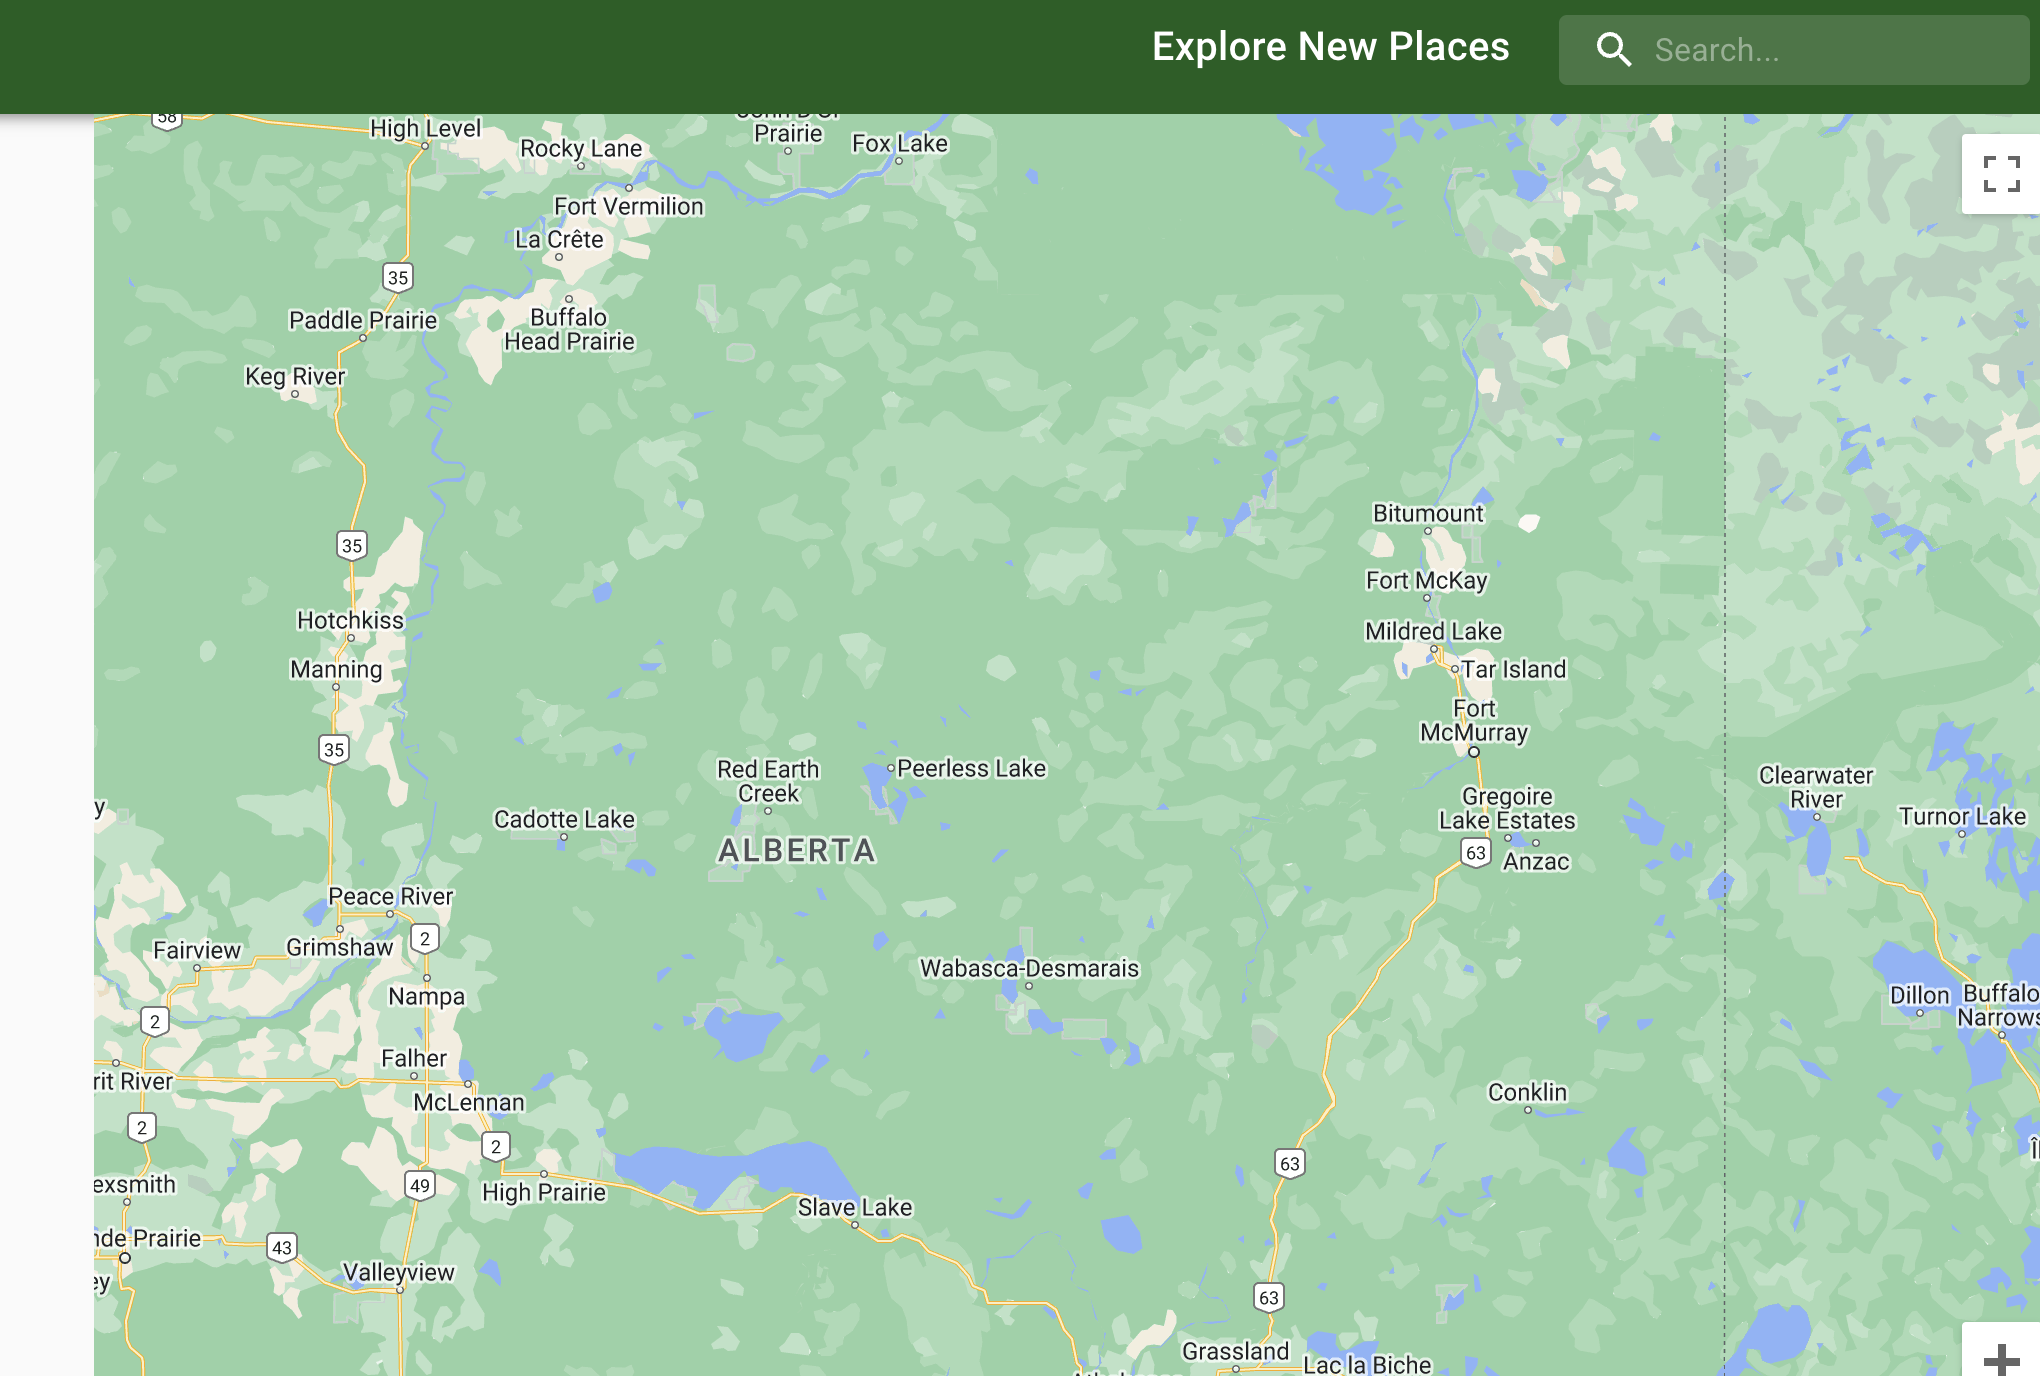 Explore New Places
Search...
58
High Level
Rocky Lane
Prairie
Fox Lake
Fort Vermilion
La Crête
35
Paddle Prairie
Buffalo
Head Prairie
Keg River
35
Bitumount
Fort McKay
Hotchkiss
Mildred Lake
Manning
Tar Island
Fort
McMurray
35
Red Earth
Creek
Peerless Lake
Clearwater
River
Gregoire
Lake Estates
Turnor Lake
y
Cadotte Lake
ALBERTA
63
Anzac
Peace River
2
Grimshaw
Fairview
Wabasca-Desmarais
Nampa
Dillon
Buffalo
Narrows
2
Falher
rit River
McLennan
Conklin
2
2
63
49
exsmith
High Prairie
Slave Lake
nde Prairie
43
Valleyview
ey
63
Grassland
Lac la Biche